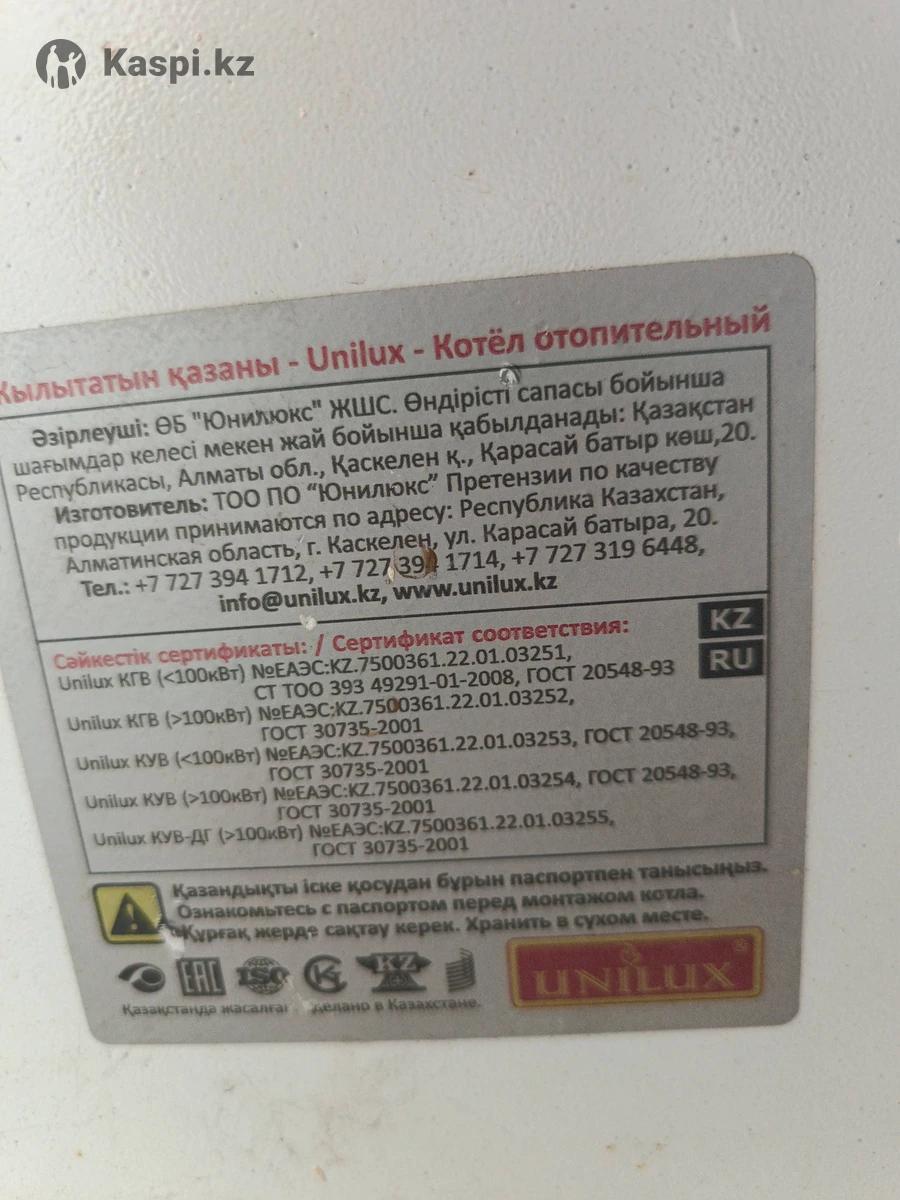 Kaspi.kz
Жылытатын қазаны - Unilux - Котёл отопительный
Әзірлеуші: ӨБ "Юнилюкс" ЖШС. Өндірісті сапасы бойынша
шағымдар келесі мекен жай бойынша қабылданады: Қазақстан
Республикасы, Алматы обл., Қаскелен қ., Қарасай батыр көш,20.
Изготовитель: ТОО ПО “Юнилюкс” Претензии по качеству
продукции принимаются по адресу: Республика Казахстан,
Алматинская область, г. Каскелен, ул. Карасай батыра, 20.
Тел.: +7 727 394 1712, +7 727 394 1714, +7 727 319 6448,
info@unilux.kz, www.unilux.kz
KZ
RU
Сәйкестік сертификаты: / Сертификат соответствия:
Unilux КГВ (<100кВт) №ЕАЭС:KZ.7500361.22.01.03251,
СТ ТОО 393 49291-01-2008, ГОСТ 20548-93
Unilux КГВ (>100кВт) №ЕАЭС:KZ.7500361.22.01.03252,
ГОСТ 30735-2001
Unilux КУВ (<100кВт) №ЕАЭС:KZ.7500361.22.01.03253, ГОСТ 20548-93,
ГОСТ 30735-2001
Unilux КУВ (>100кВт) №ЕАЭС:KZ.7500361.22.01.03254, ГОСТ 20548-93,
ГОСТ 30735-2001
Unilux КУВ-ДГ (>100кВт) №ЕАЭС:KZ.7500361.22.01.03255,
ГОСТ 30735-2001
Қазандықты іске қосудан бұрын паспортпен танысыңыз.
Ознакомьтесь с паспортом перед монтажом котла.
Құрғақ жерде сақтау керек. Хранить в сухом месте.
EAC ISO KZ
UNILUX®
Қазақстанда жасалған делано в Казахстане.